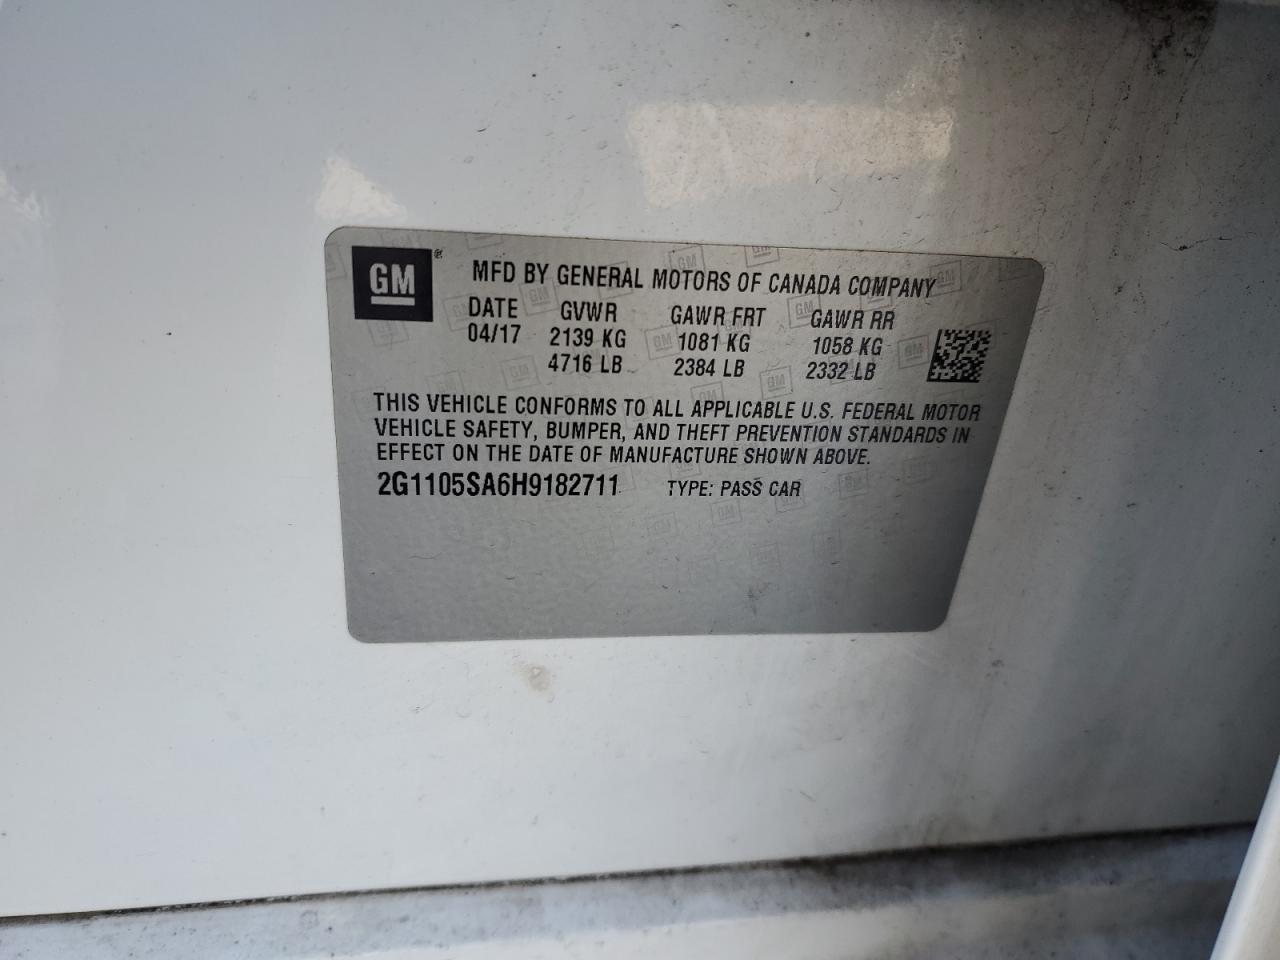 GM® MFD BY GENERAL MOTORS OF CANADA COMPANY
DATE GVWR GAWR FRT GAWR RR
04/17 2139 KG 1081 KG 1058 KG
4716 LB 2384 LB 2332 LB
THIS VEHICLE CONFORMS TO ALL APPLICABLE U.S. FEDERAL MOTOR
VEHICLE SAFETY, BUMPER, AND THEFT PREVENTION STANDARDS IN
EFFECT ON THE DATE OF MANUFACTURE SHOWN ABOVE.
2G1105SA6H9182711 TYPE: PASS CAR